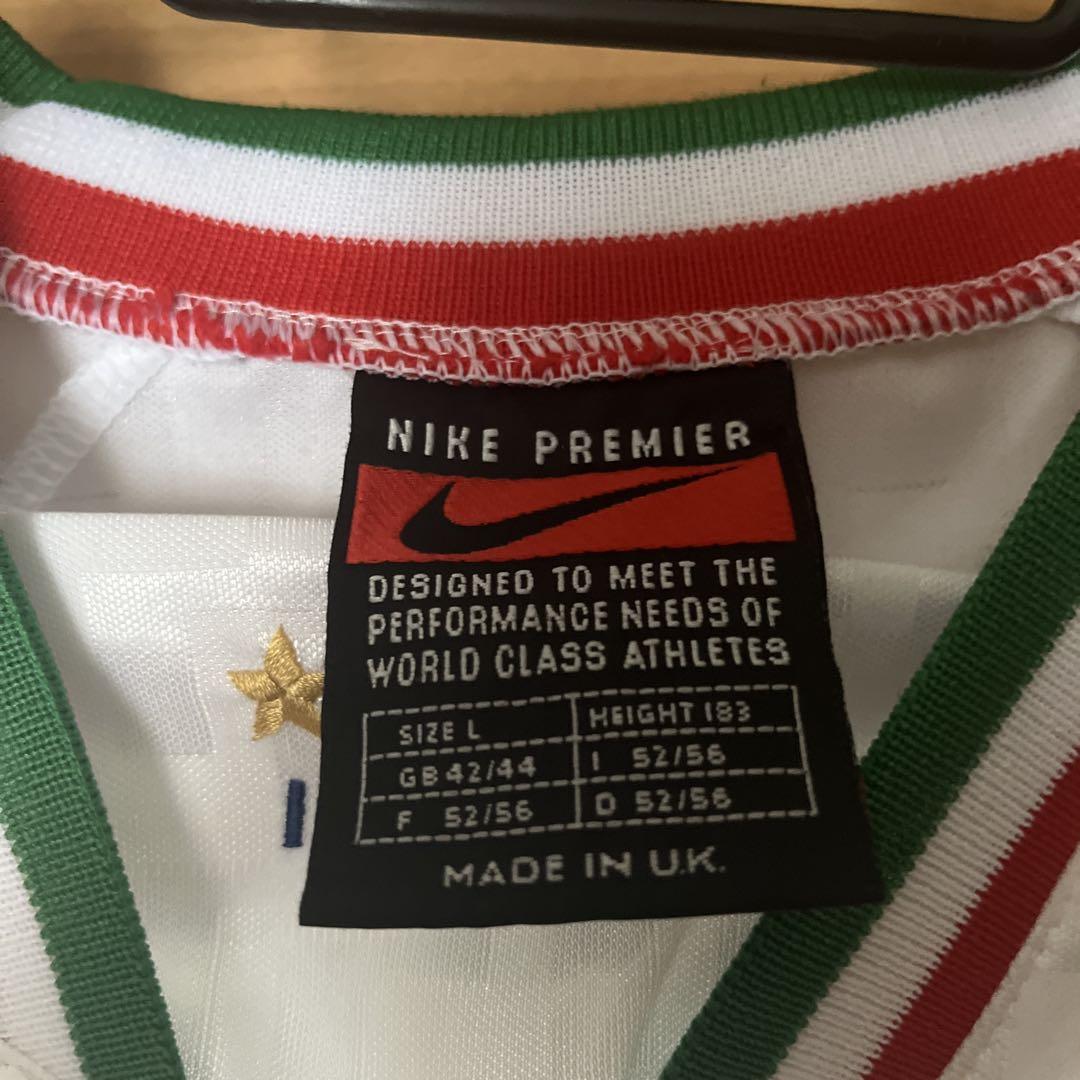 NIKE PREMIER
DESIGNED TO MEET THE
PERFORMANCE NEEDS OF
WORLD CLASS ATHLETES
SIZE L HEIGHT 183
GB 42/44 I 52/56
F 52/56 D 52/56
MADE IN U.K.